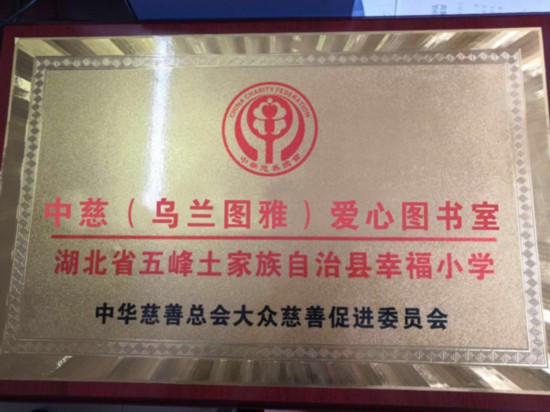 CHINA CHARITY FEDERATION
中华慈善总会
中慈（乌兰图雅）爱心图书室
湖北省五峰土家族自治县幸福小学
中华慈善总会大众慈善促进委员会